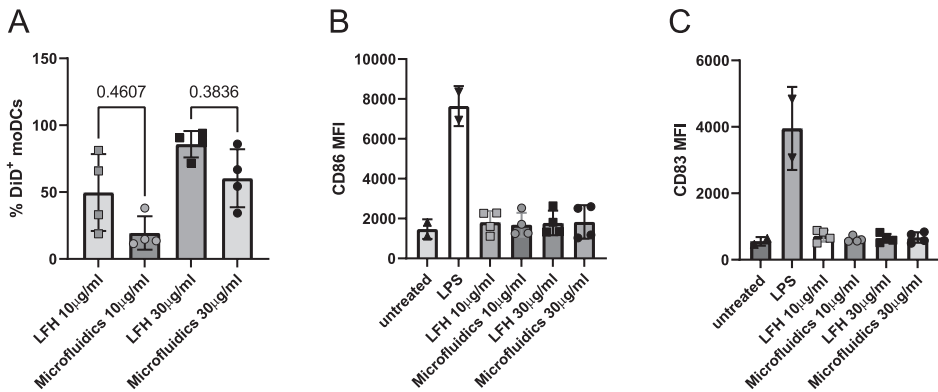 A
% DiD+ moDCs
150
100
50
0
0.4607
0.3836
LFH 10μg/ml
Microfluidics 10μg/ml
LFH 30μg/ml
Microfluidics 30μg/ml
B
CD86 MFI
10000
8000
6000
4000
2000
0
untreated
LPS
LFH 10μg/ml
Microfluidics 10μg/ml
LFH 30μg/ml
Microfluidics 30μg/ml
C
CD83 MFI
6000
4000
2000
0
untreated
LPS
LFH 10μg/ml
Microfluidics 10μg/ml
LFH 30μg/ml
Microfluidics 30μg/ml